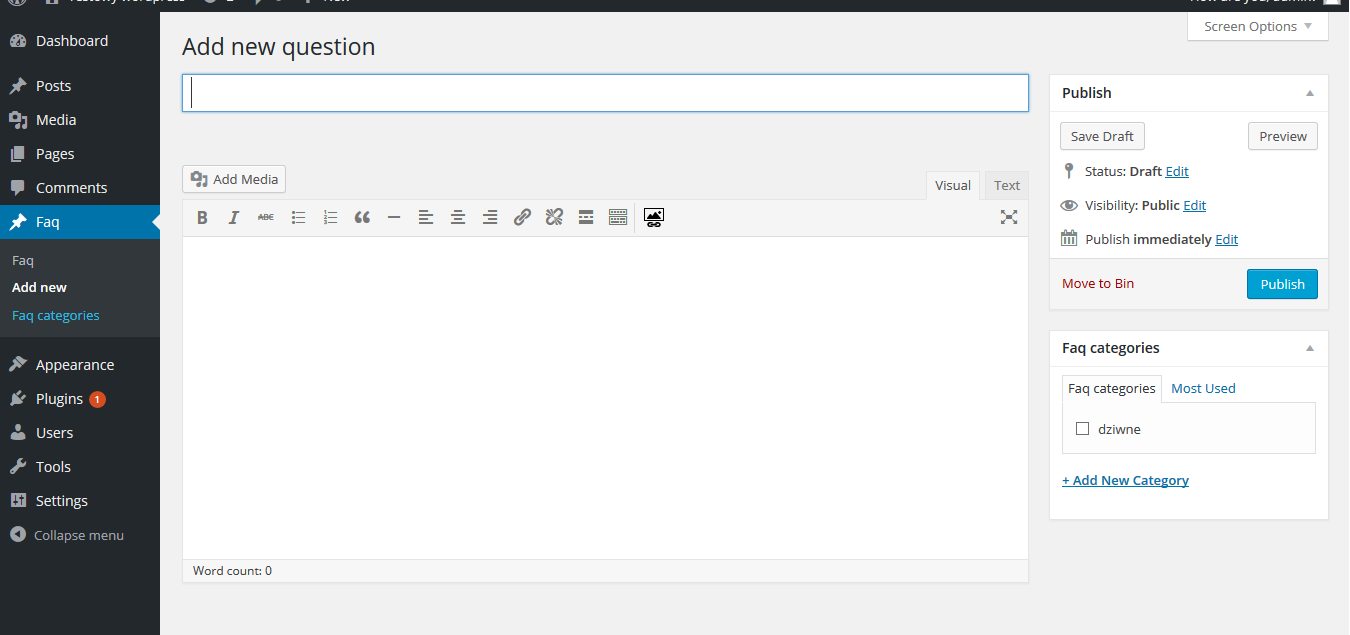 Dashboard
Posts
Media
Pages
Comments
Faq
Faq
Add new
Faq categories
Appearance
Plugins 1
Users
Tools
Settings
Collapse menu
Screen Options
Add new question
Add Media
Visual Text
B I ABC
Word count: 0
Publish
Save Draft Preview
Status: Draft Edit
Visibility: Public Edit
Publish immediately Edit
Move to Bin Publish
Faq categories
Faq categories Most Used
dziwne
+ Add New Category